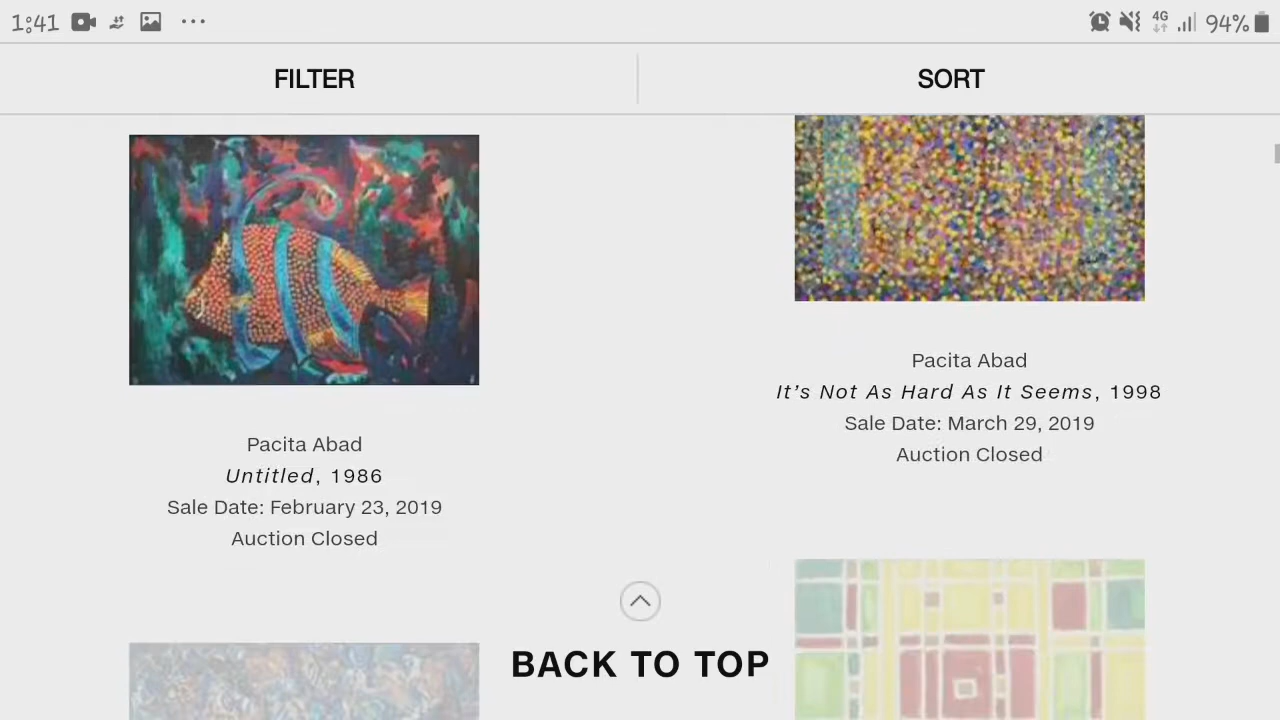 1:41
4G
94%
FILTER
SORT
Pacita Abad
Untitled, 1986
Sale Date: February 23, 2019
Auction Closed
Pacita Abad
It's Not As Hard As It Seems, 1998
Sale Date: March 29, 2019
Auction Closed
BACK TO TOP